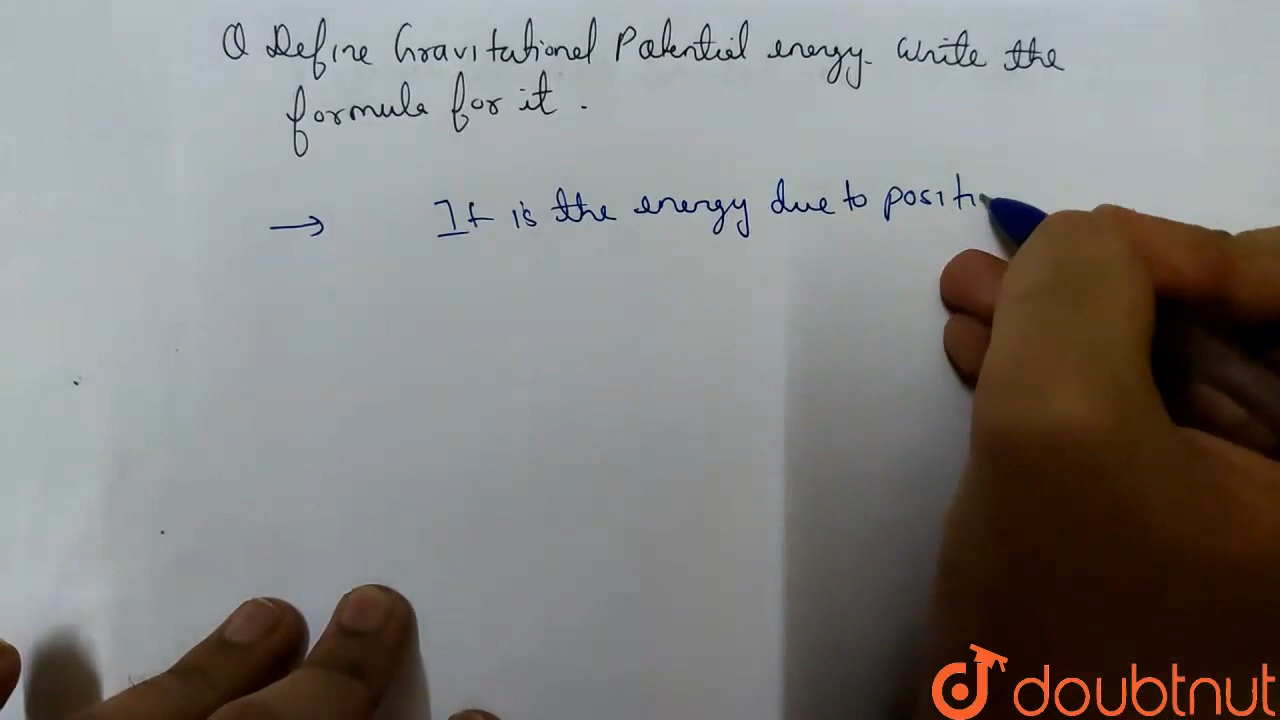 Q Define Gravitational Potential energy. Write the
formula for it.
→ It is the energy due to positi
doubtnut